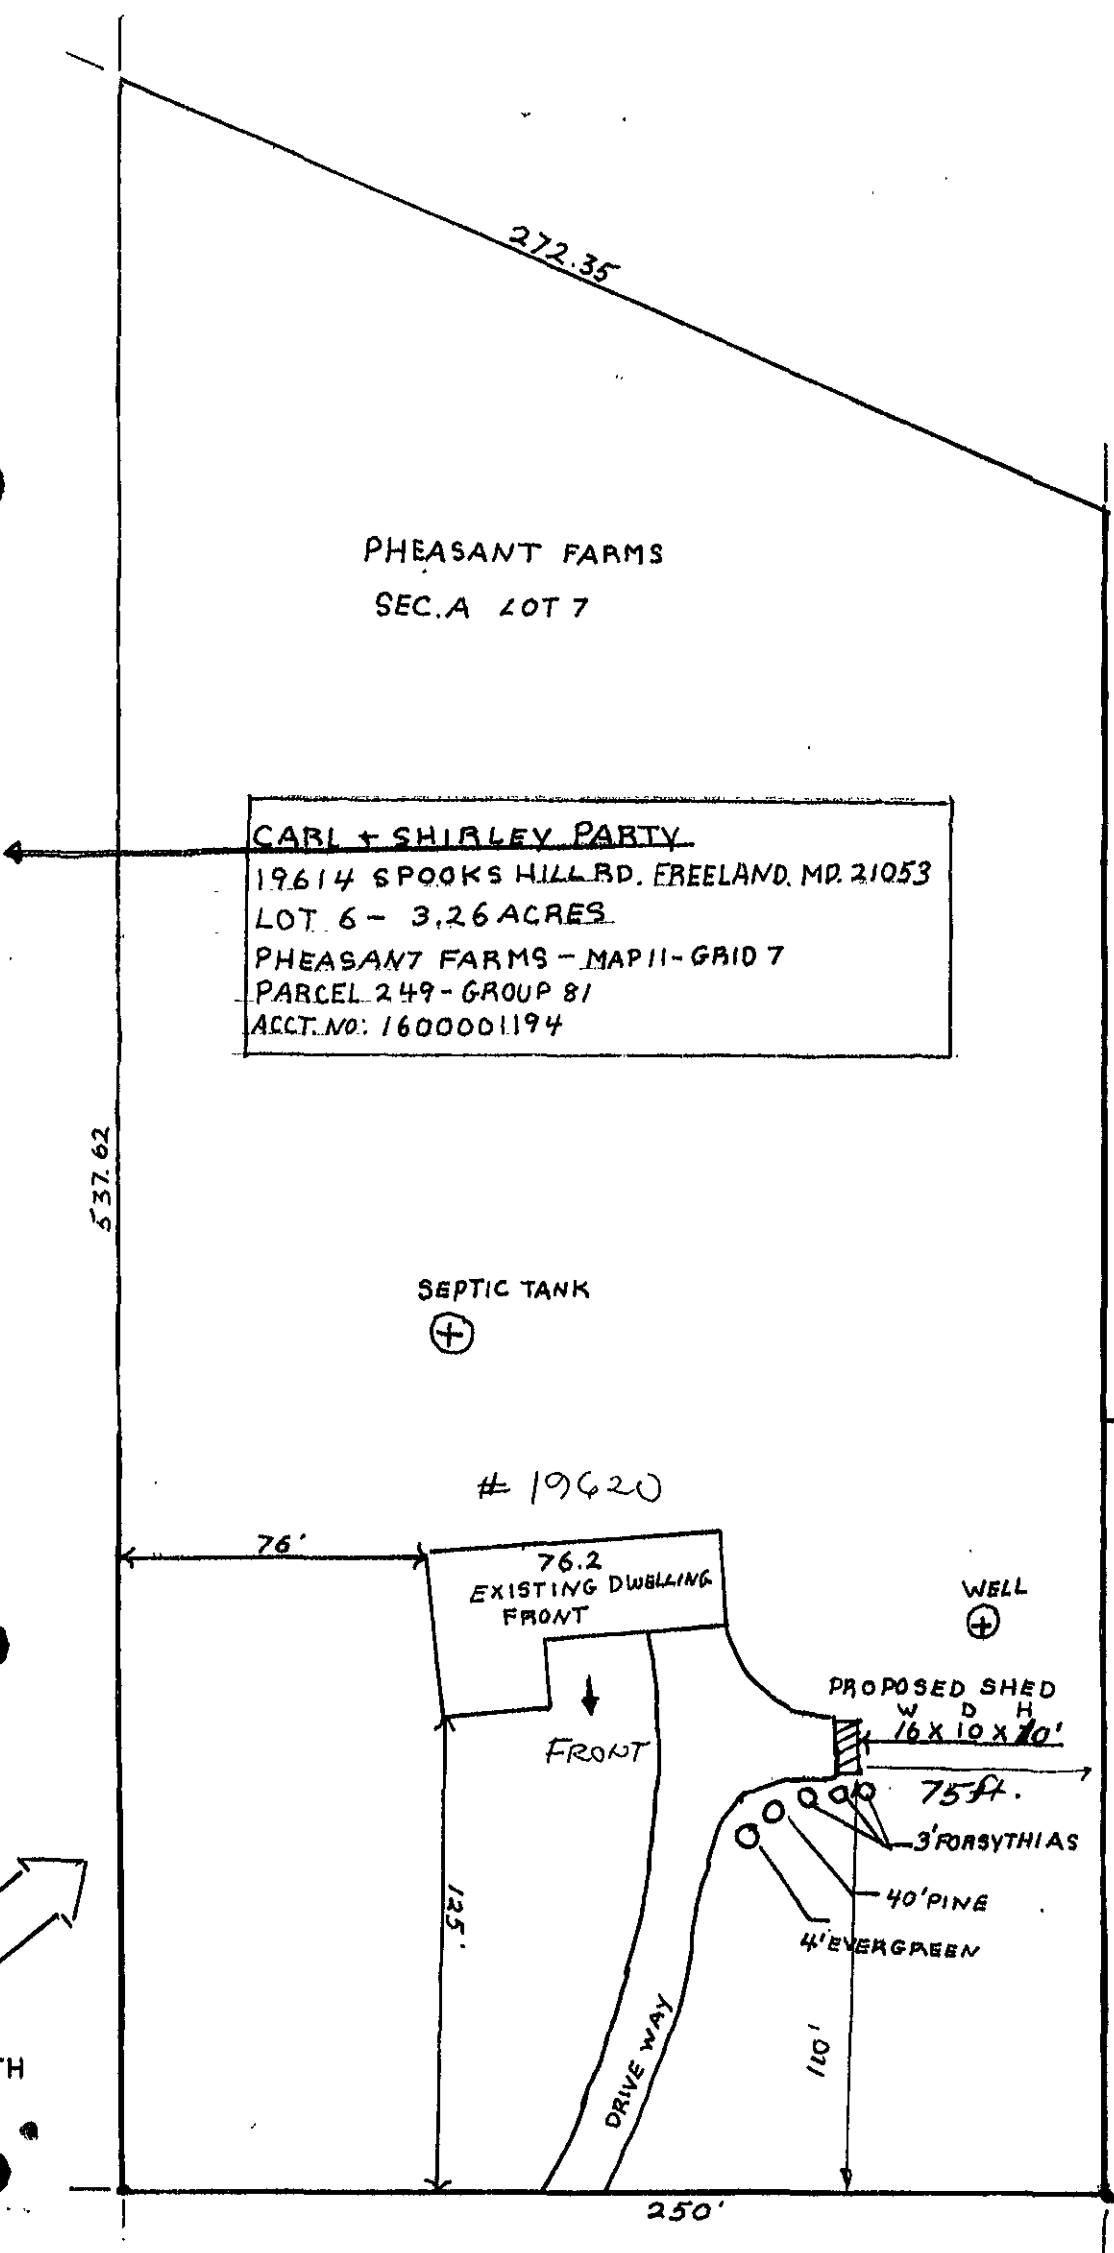 272.35
PHEASANT FARMS
SEC.A LOT 7
CARL + SHIRLEY PARTY
19614 SPOOKS HILL RD. FREELAND. MD. 21053
LOT 6 - 3.26 ACRES
PHEASANT FARMS - MAP 11 - GRID 7
PARCEL 249 - GROUP 81
ACCT. NO: 1600001194
537.62
SEPTIC TANK
# 19620
76'
76.2
EXISTING DWELLING
FRONT
WELL
PROPOSED SHED
W D H
16 X 10 X 10'
FRONT
75ft.
3' FORSYTHIAS
40' PINE
4' EVERGREEN
125'
110'
DRIVE WAY
TH
250'